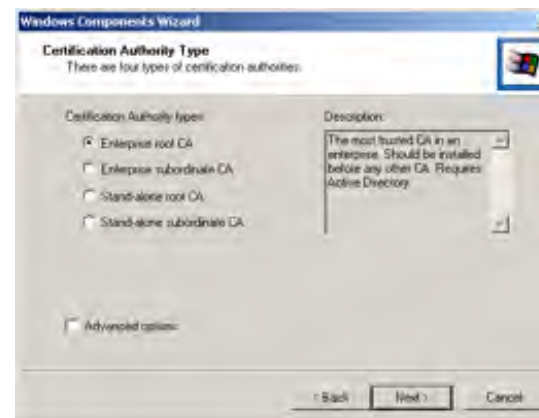 Windows Components Wizard
Certification Authority Type
There are four types of certification authorities.
Certification Authority types:
Enterprise root CA
Enterprise subordinate CA
Stand-alone root CA
Stand-alone subordinate CA
Description:
The most trusted CA in an
enterprise. Should be installed
before any other CA. Requires
Active Directory.
Advanced options
< Back
Next >
Cancel